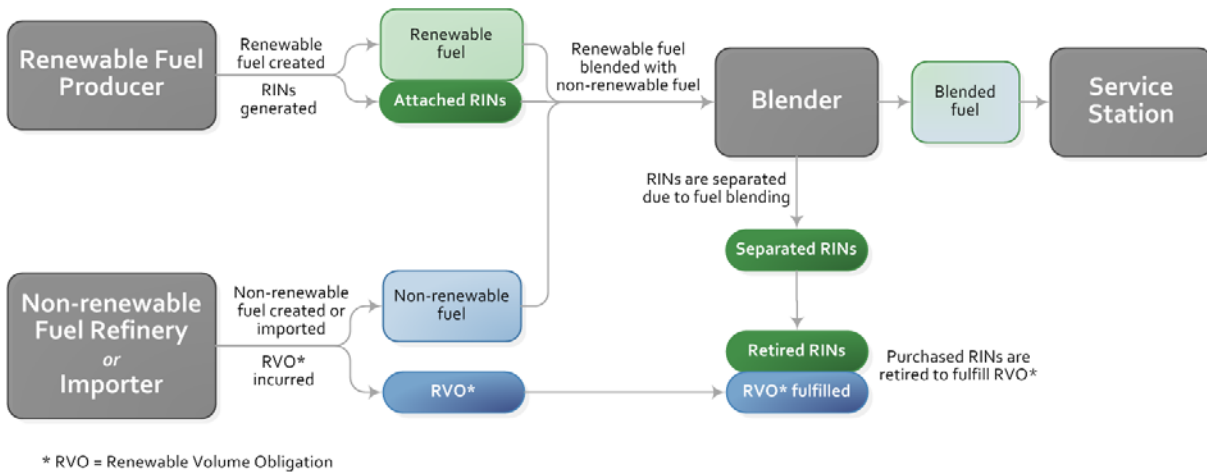 Renewable Fuel
Producer
Renewable
fuel created
RINs
generated
Renewable
fuel
Attached RINs
Renewable fuel
blended with
non-renewable fuel
Blender
Blended
fuel
Service
Station
RINs are separated
due to fuel blending
Separated RINs
Non-renewable
Fuel Refinery
or
Importer
Non-renewable
fuel created or
imported
RVO*
incurred
Non-renewable
fuel
RVO*
Retired RINs
RVO* fulfilled
Purchased RINs are
retired to fulfill RVO*
* RVO = Renewable Volume Obligation